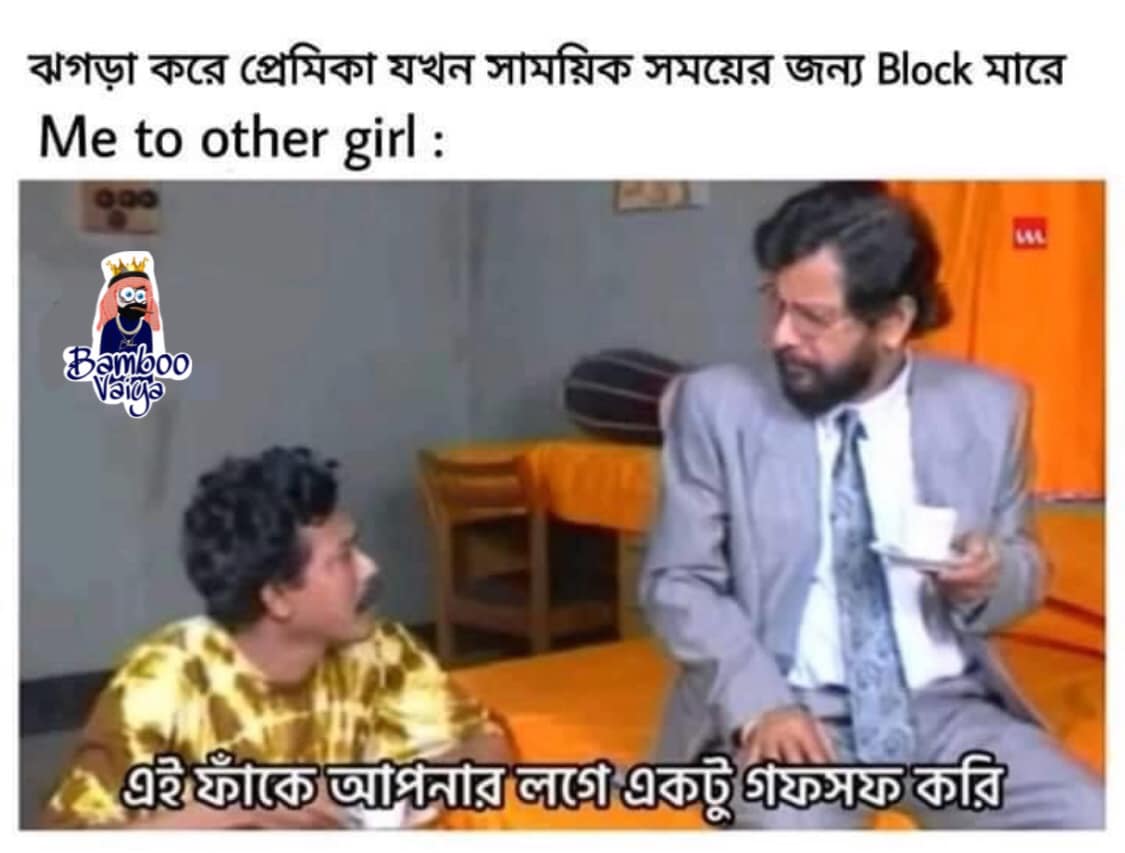 ঝগড়া করে প্রেমিকা যখন সাময়িক সময়ের জন্য Block মারে
Me to other girl :
Bamboo
Vaiya
এই ফাঁকে আপনার লগে একটু গফসফ করি